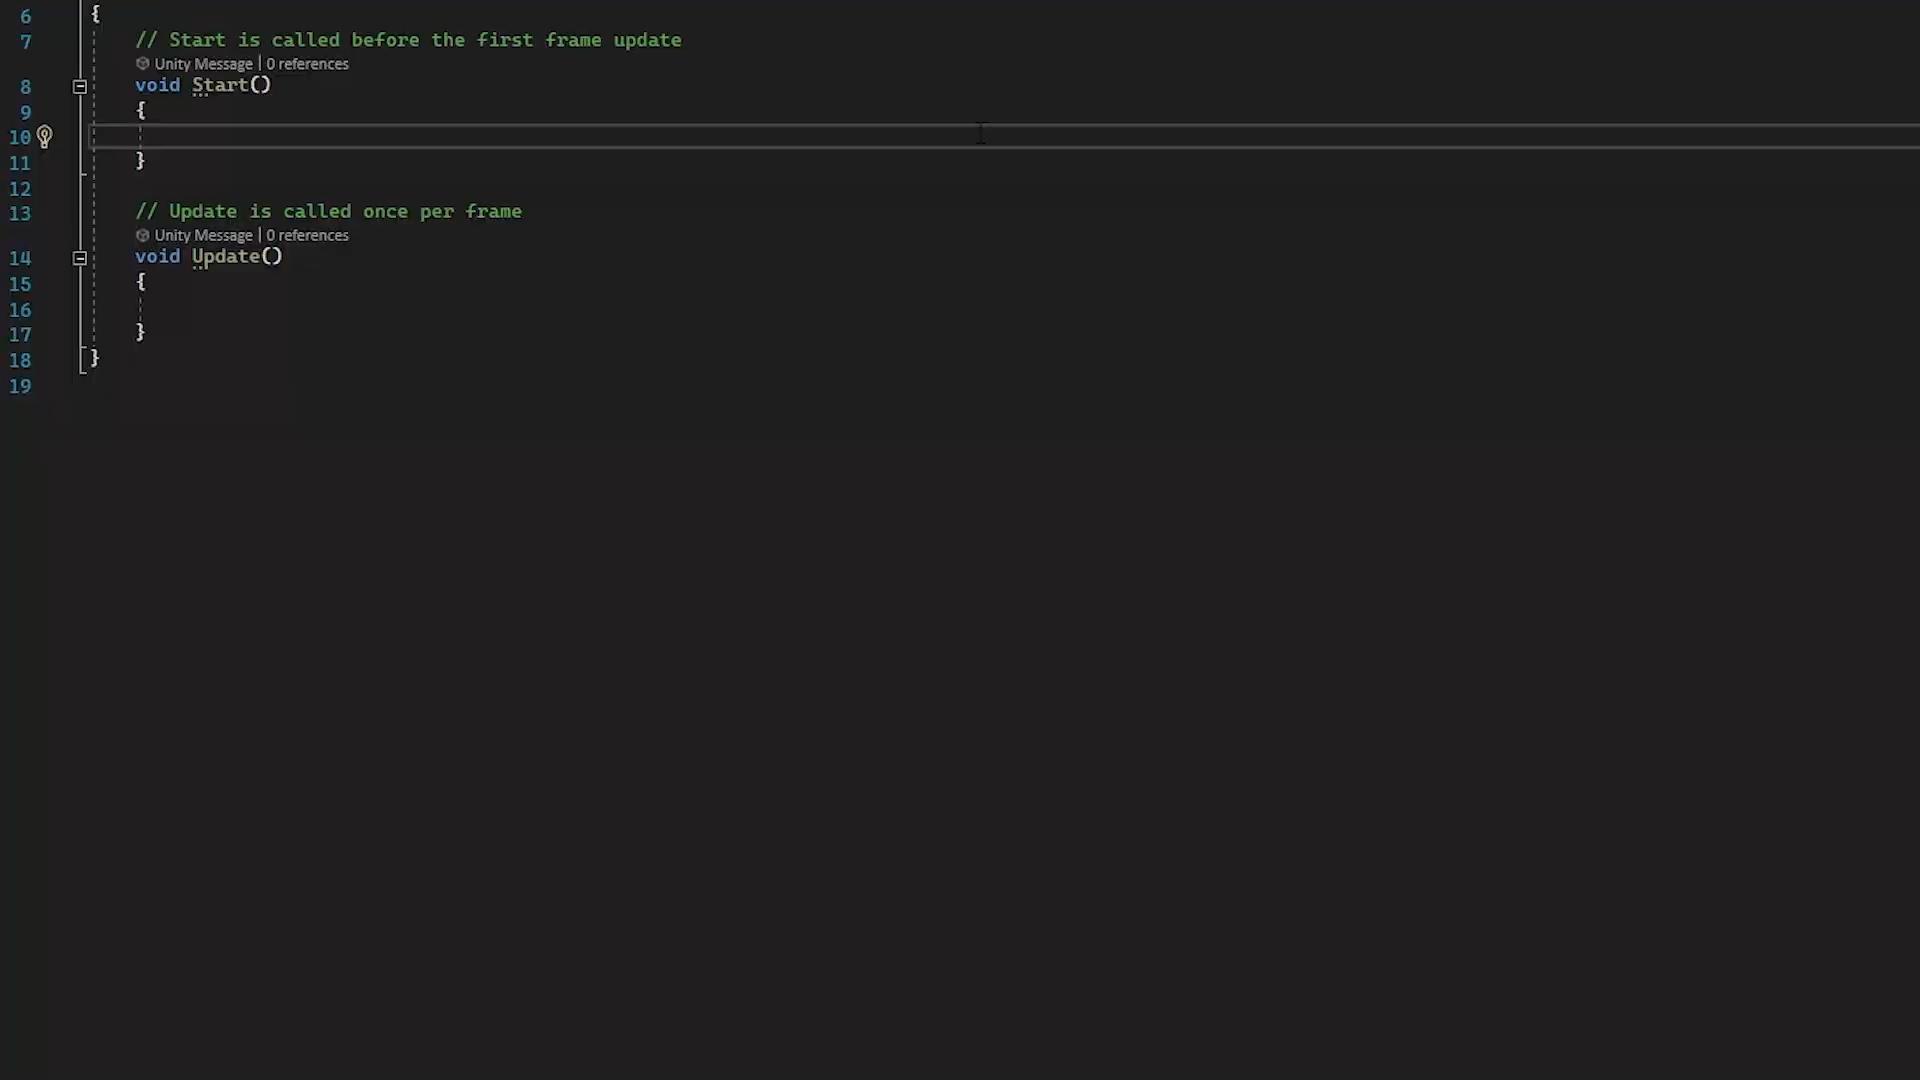 6 {
7 // Start is called before the first frame update
Unity Message | 0 references
8 void Start()
9 {
10
11 }
12
13 // Update is called once per frame
Unity Message | 0 references
14 void Update()
15 {
16
17 }
18 }
19